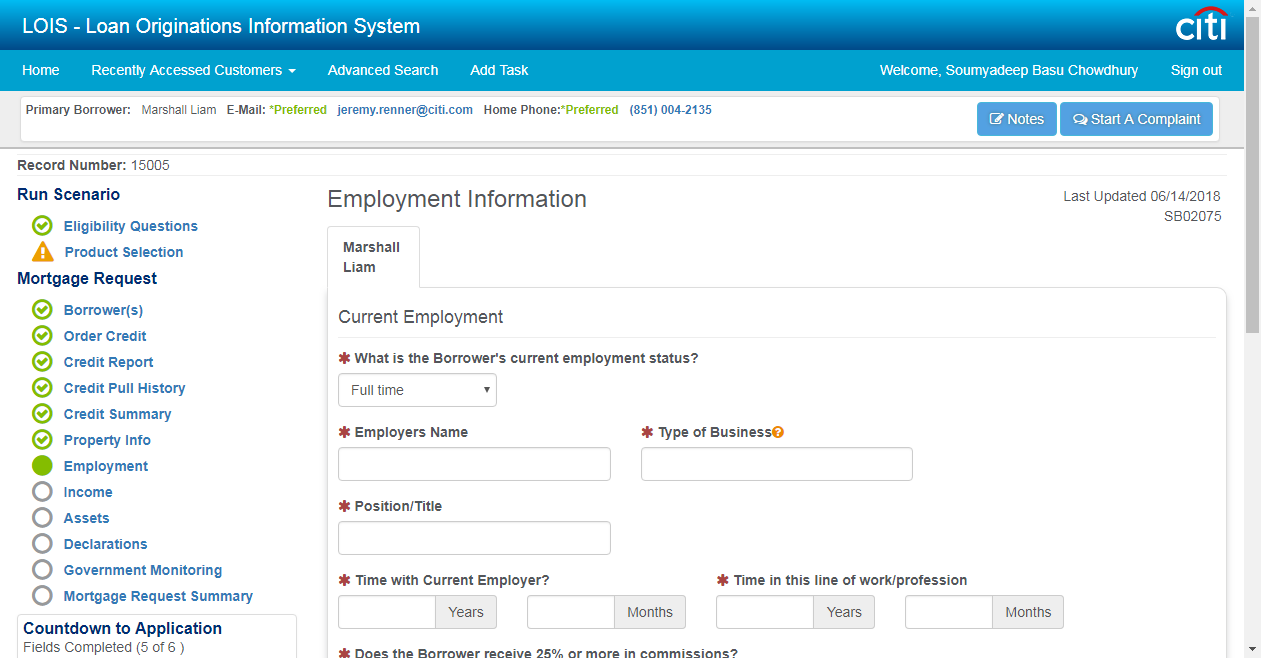 LOIS - Loan Originations Information System
citi
Home Recently Accessed Customers Advanced Search Add Task Welcome, Soumyadeep Basu Chowdhury Sign out
Primary Borrower: Marshall Liam E-Mail: *Preferred jeremy.renner@citi.com Home Phone:*Preferred (851) 004-2135
Notes Start A Complaint
Record Number: 15005
Run Scenario
Eligibility Questions
Product Selection
Mortgage Request
Borrower(s)
Order Credit
Credit Report
Credit Pull History
Credit Summary
Property Info
Employment
Income
Assets
Declarations
Government Monitoring
Mortgage Request Summary
Countdown to Application
Fields Completed (5 of 6 )
Employment Information
Last Updated 06/14/2018
SB02075
Marshall
Liam
Current Employment
✱ What is the Borrower's current employment status?
Full time
✱ Employers Name ✱ Type of Business?
✱ Position/Title
✱ Time with Current Employer? ✱ Time in this line of work/profession
Years Months Years Months
✱ Does the Borrower receive 25% or more in commissions?